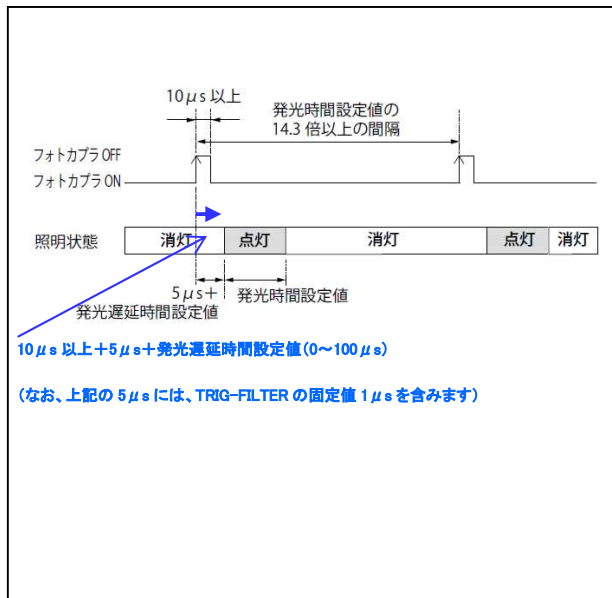 10μs 以上
発光時間設定値の
14.3 倍以上の間隔
フォトカプラ OFF
フォトカプラ ON
照明状態 消灯 点灯 消灯 点灯 消灯
5μs+ 発光時間設定値
発光遅延時間設定値
10μs 以上+5μs+発光遅延時間設定値(0～100μs)
(なお、上記の 5μs には、TRIG-FILTER の固定値 1μs を含みます)